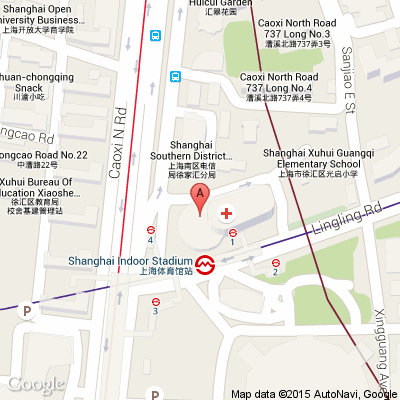 Shanghai Open
University Business...
上海开放大学商学院
Huicui Garden
汇翠花园
Caoxi North Road
737 Long No.3
漕溪北路737弄3号
Sanjiao E St
Caoxi North Road
737 Long No.4
漕溪北路737弄4号
huan-chongqing
Snack
川渝小吃
Caoxi N Rd
ngcao Rd
Shanghai
Southern District...
上海南区电信
局徐家汇分局
Shanghai Xuhui Guangqi
Elementary School
上海市徐汇区光启小学
ongcao Road No.22
中漕路22号
Xuhui Bureau Of
ducation Xiaoshe...
徐汇区教育局
校舍基建管理站
A
Lingling Rd
4
1
Shanghai Indoor Stadium
上海体育馆站
2
3
P
P
Xingguang Ave
Google
Map data ©2015 AutoNavi, Google